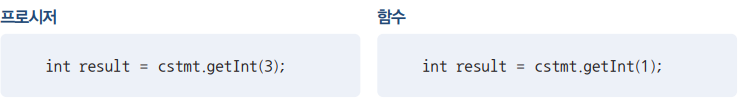 프로시저
int result = cstmt.getInt(3);
함수
int result = cstmt.getInt(1);